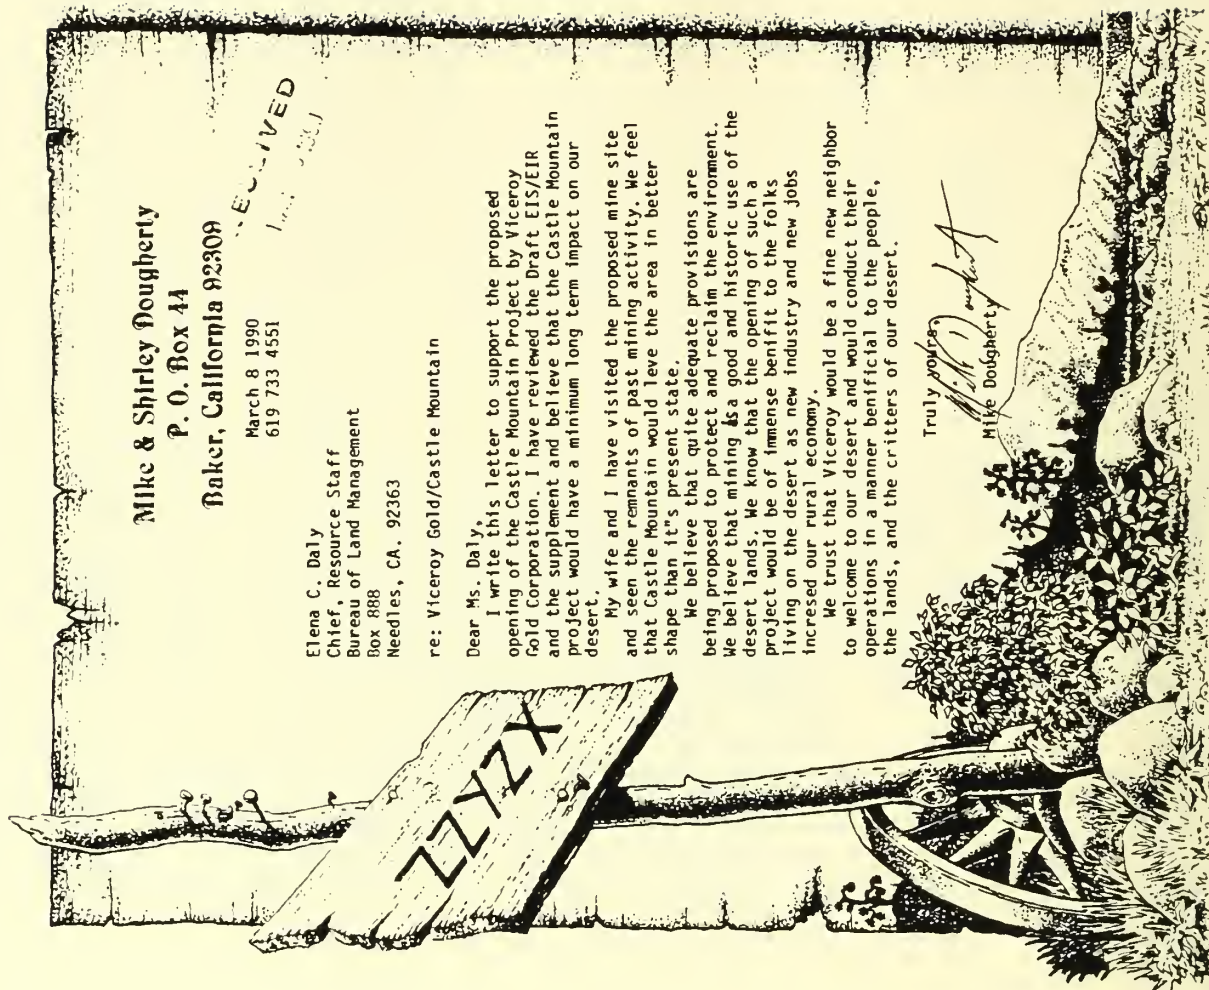 Mike & Shirley Dougherty
P. O. Box 44
Baker, California 92309
March 8 1990
619 733 4551
Elena C. Daly
Chief, Resource Staff
Bureau of Land Management
Box 888
Needles, CA. 92363
re: Viceroy Gold/Castle Mountain
Dear Ms. Daly,
I write this letter to support the proposed
opening of the Castle Mountain Project by Viceroy
Gold Corporation. I have reviewed the Draft EIS/EIR
and the supplement and believe that the Castle Mountain
project would have a minimum long term impact on our
desert.
My wife and I have visited the proposed mine site
and seen the remnants of past mining activity. We feel
that Castle Mountain would leve the area in better
shape than it"s present state.
We believe that quite adequate provisions are
being proposed to protect and reclaim the environment.
We believe that mining as a good and historic use of the
desert lands. We know that the opening of such a
project would be of immense benifit to the folks
living on the desert as new industry and new jobs
incresed our rural economy.
We trust that Viceroy would be a fine new neighbor
to welcome to our desert and would conduct their
operations in a manner benificial to the people,
the lands, and the critters of our desert.
Truly yours,
Mike Dougherty
ZZYZX
JENSEN